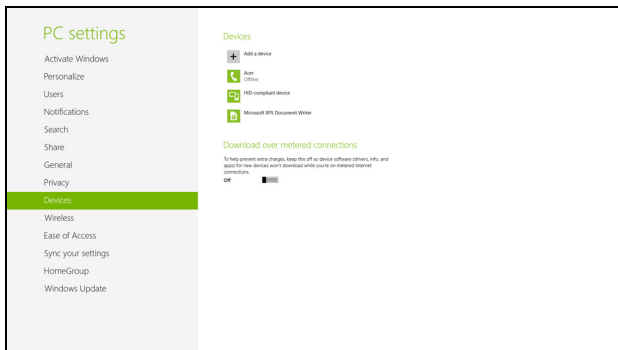 PC settings
Activate Windows
Personalize
Users
Notifications
Search
Share
General
Privacy
Devices
Wireless
Ease of Access
Sync your settings
HomeGroup
Windows Update
Devices
Add a device
Acer
Offline
HID-compliant device
Microsoft XPS Document Writer
Download over metered connections
To help prevent extra charges, keep this off so device software (drivers, info, and
apps) for new devices won't download while you're on metered Internet
connections.
Off